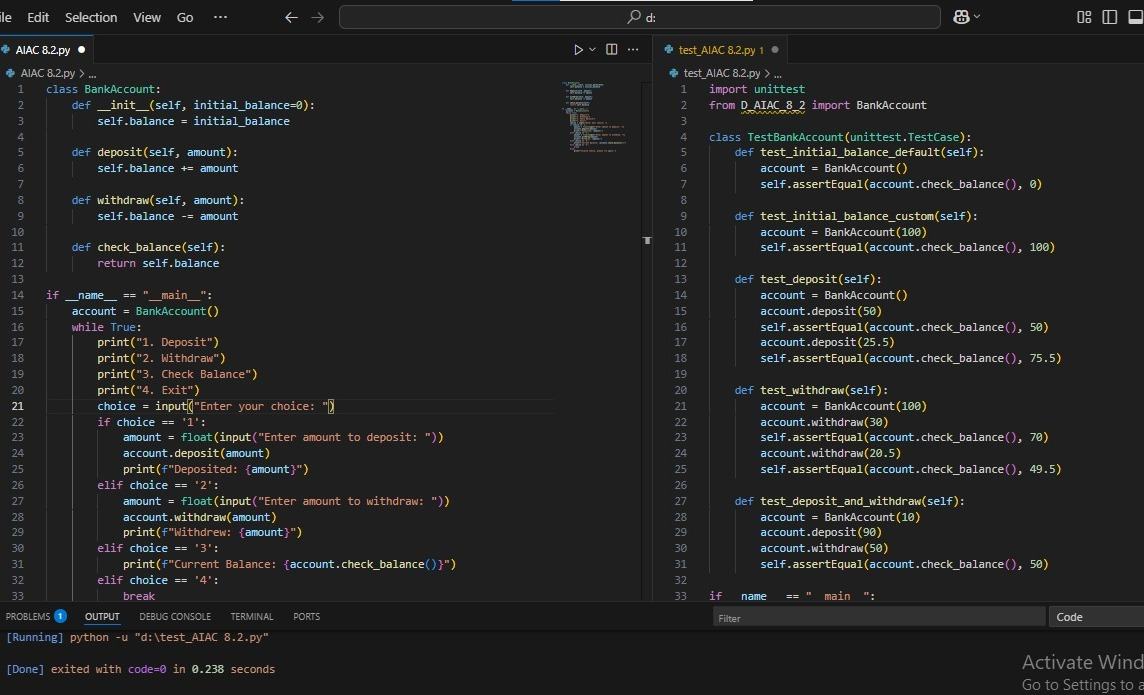 le Edit Selection View Go ...
d:
AIAC 8.2.py
AIAC 8.2.py > ...
1 class BankAccount:
2 def __init__(self, initial_balance=0):
3 self.balance = initial_balance
4
5 def deposit(self, amount):
6 self.balance += amount
7
8 def withdraw(self, amount):
9 self.balance -= amount
10
11 def check_balance(self):
12 return self.balance
13
14 if __name__ == "__main__":
15 account = BankAccount()
16 while True:
17 print("1. Deposit")
18 print("2. Withdraw")
19 print("3. Check Balance")
20 print("4. Exit")
21 choice = input("Enter your choice: ")
22 if choice == '1':
23 amount = float(input("Enter amount to deposit: "))
24 account.deposit(amount)
25 print(f"Deposited: {amount}")
26 elif choice == '2':
27 amount = float(input("Enter amount to withdraw: "))
28 account.withdraw(amount)
29 print(f"Withdrew: {amount}")
30 elif choice == '3':
31 print(f"Current Balance: {account.check_balance()}")
32 elif choice == '4':
33 break
test_AIAC 8.2.py 1
test_AIAC 8.2.py > ...
1 import unittest
2 from D_AIAC_8_2 import BankAccount
3
4 class TestBankAccount(unittest.TestCase):
5 def test_initial_balance_default(self):
6 account = BankAccount()
7 self.assertEqual(account.check_balance(), 0)
8
9 def test_initial_balance_custom(self):
10 account = BankAccount(100)
11 self.assertEqual(account.check_balance(), 100)
12
13 def test_deposit(self):
14 account = BankAccount()
15 account.deposit(50)
16 self.assertEqual(account.check_balance(), 50)
17 account.deposit(25.5)
18 self.assertEqual(account.check_balance(), 75.5)
19
20 def test_withdraw(self):
21 account = BankAccount(100)
22 account.withdraw(30)
23 self.assertEqual(account.check_balance(), 70)
24 account.withdraw(20.5)
25 self.assertEqual(account.check_balance(), 49.5)
26
27 def test_deposit_and_withdraw(self):
28 account = BankAccount(10)
29 account.deposit(90)
30 account.withdraw(50)
31 self.assertEqual(account.check_balance(), 50)
32
33 if __name__ == "__main__":
PROBLEMS 1 OUTPUT DEBUG CONSOLE TERMINAL PORTS Filter Code
[Running] python -u "d:\test_AIAC 8.2.py"
[Done] exited with code=0 in 0.238 seconds
Activate Wind
Go to Settings to a